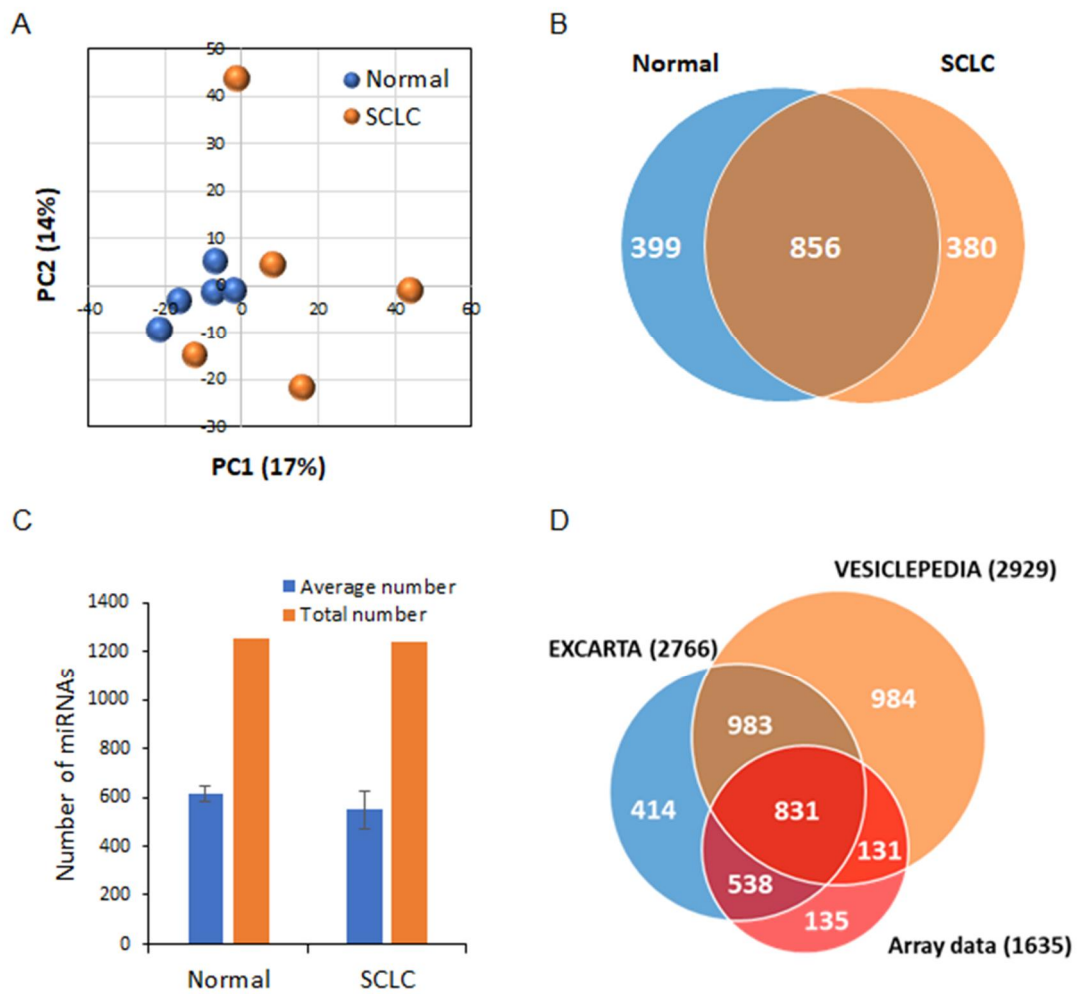 A
50
40
30
20
10
0
-10
-20
-30
-40
-20
0
20
40
60
Normal
SCLC
PC2 (14%)
PC1 (17%)
B
Normal
SCLC
399
856
380
C
Average number
Total number
1400
1200
1000
800
600
400
200
0
Number of miRNAs
Normal
SCLC
D
VESICLEPEDIA (2929)
EXCARTA (2766)
984
983
414
831
131
538
135
Array data (1635)